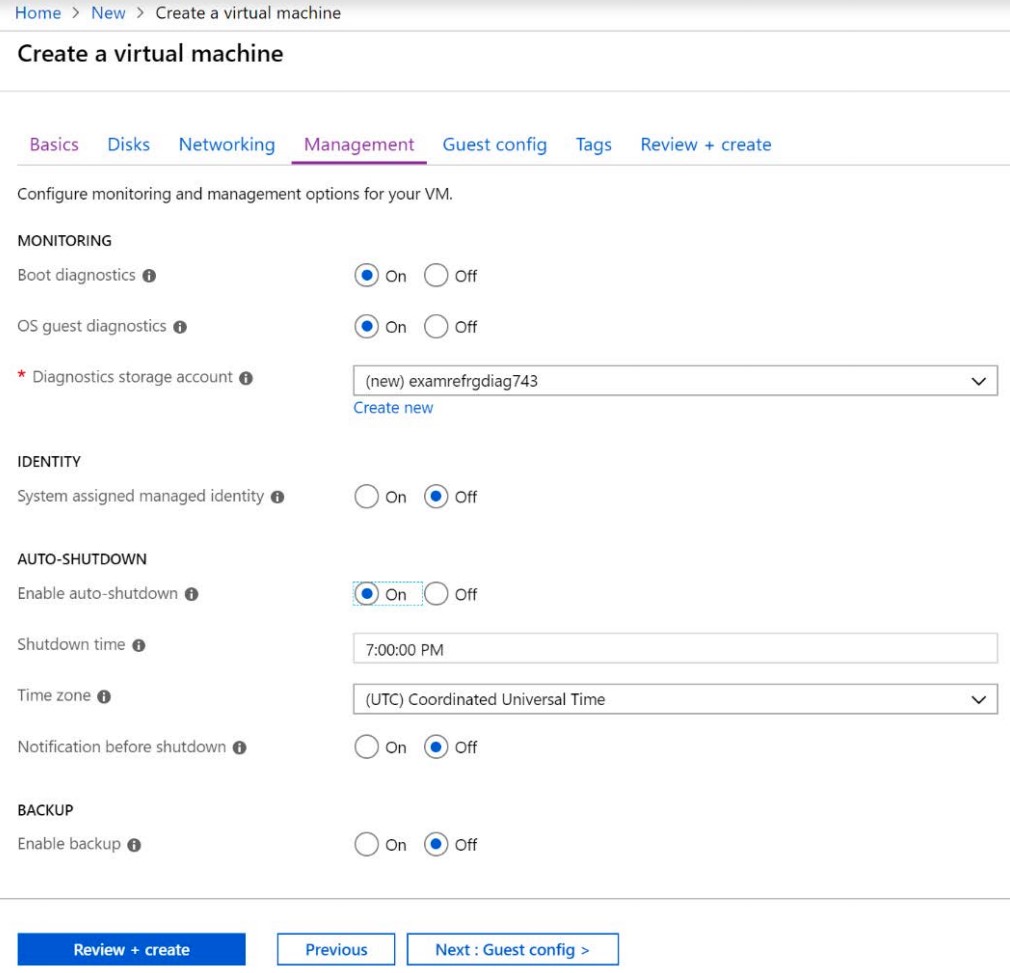 Home > New > Create a virtual machine
Create a virtual machine
Basics Disks Networking Management Guest config Tags Review + create
Configure monitoring and management options for your VM.
MONITORING
Boot diagnostics On Off
OS guest diagnostics On Off
* Diagnostics storage account (new) examrefrgdiag743
Create new
IDENTITY
System assigned managed identity On Off
AUTO-SHUTDOWN
Enable auto-shutdown On Off
Shutdown time 7:00:00 PM
Time zone (UTC) Coordinated Universal Time
Notification before shutdown On Off
BACKUP
Enable backup On Off
Review + create Previous Next : Guest config >